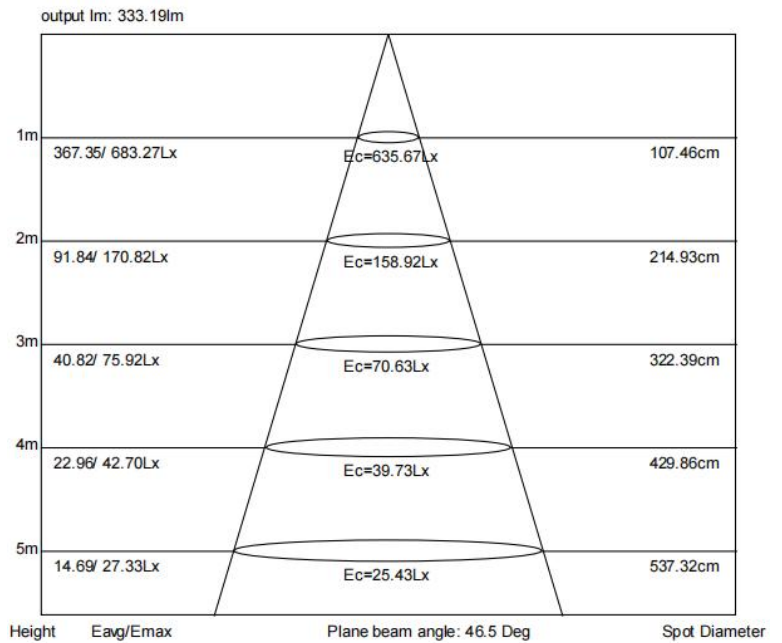 output lm: 333.19lm
1m
367.35/ 683.27Lx
Ec=635.67Lx
107.46cm
2m
91.84/ 170.82Lx
Ec=158.92Lx
214.93cm
3m
40.82/ 75.92Lx
Ec=70.63Lx
322.39cm
4m
22.96/ 42.70Lx
Ec=39.73Lx
429.86cm
5m
14.69/ 27.33Lx
Ec=25.43Lx
537.32cm
Height Eavg/Emax Plane beam angle: 46.5 Deg Spot Diameter